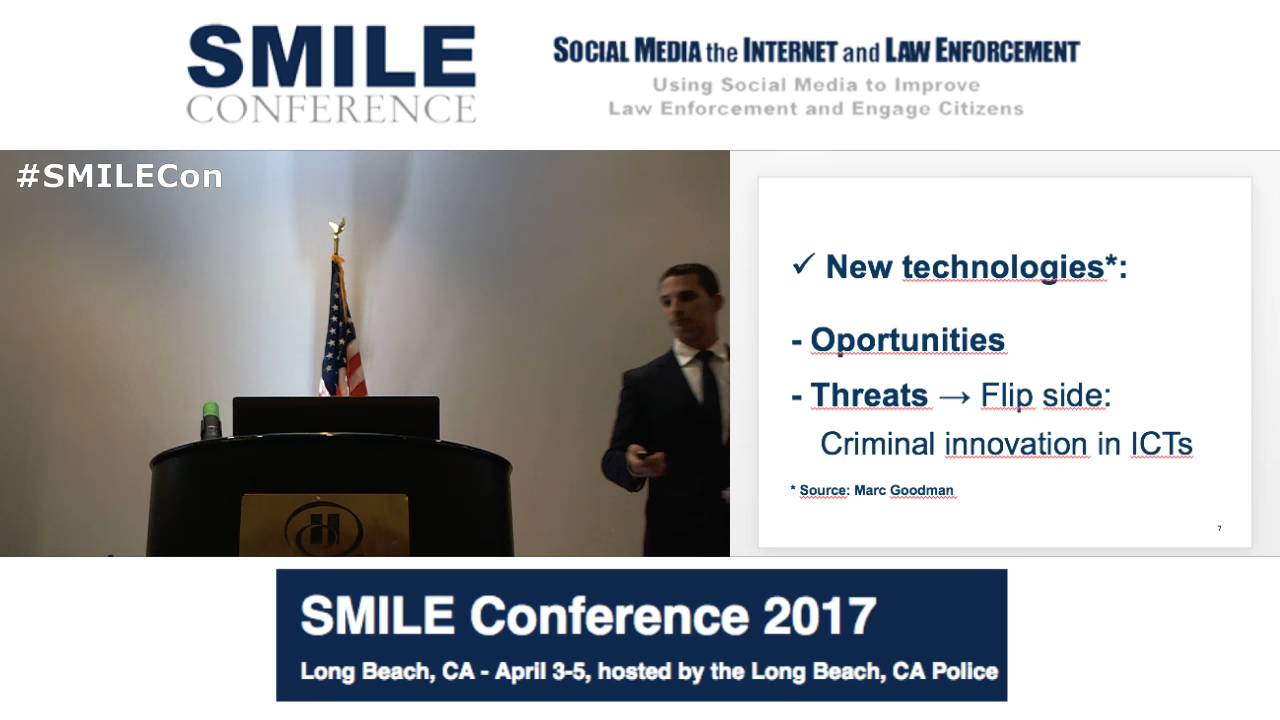 SMILE
CONFERENCE
SOCIAL MEDIA the INTERNET and LAW ENFORCEMENT
Using Social Media to Improve
Law Enforcement and Engage Citizens
#SMILECon
✓ New technologies*:
- Oportunities
- Threats → Flip side:
Criminal innovation in ICTs
* Source: Marc Goodman
7
SMILE Conference 2017
Long Beach, CA - April 3-5, hosted by the Long Beach, CA Police